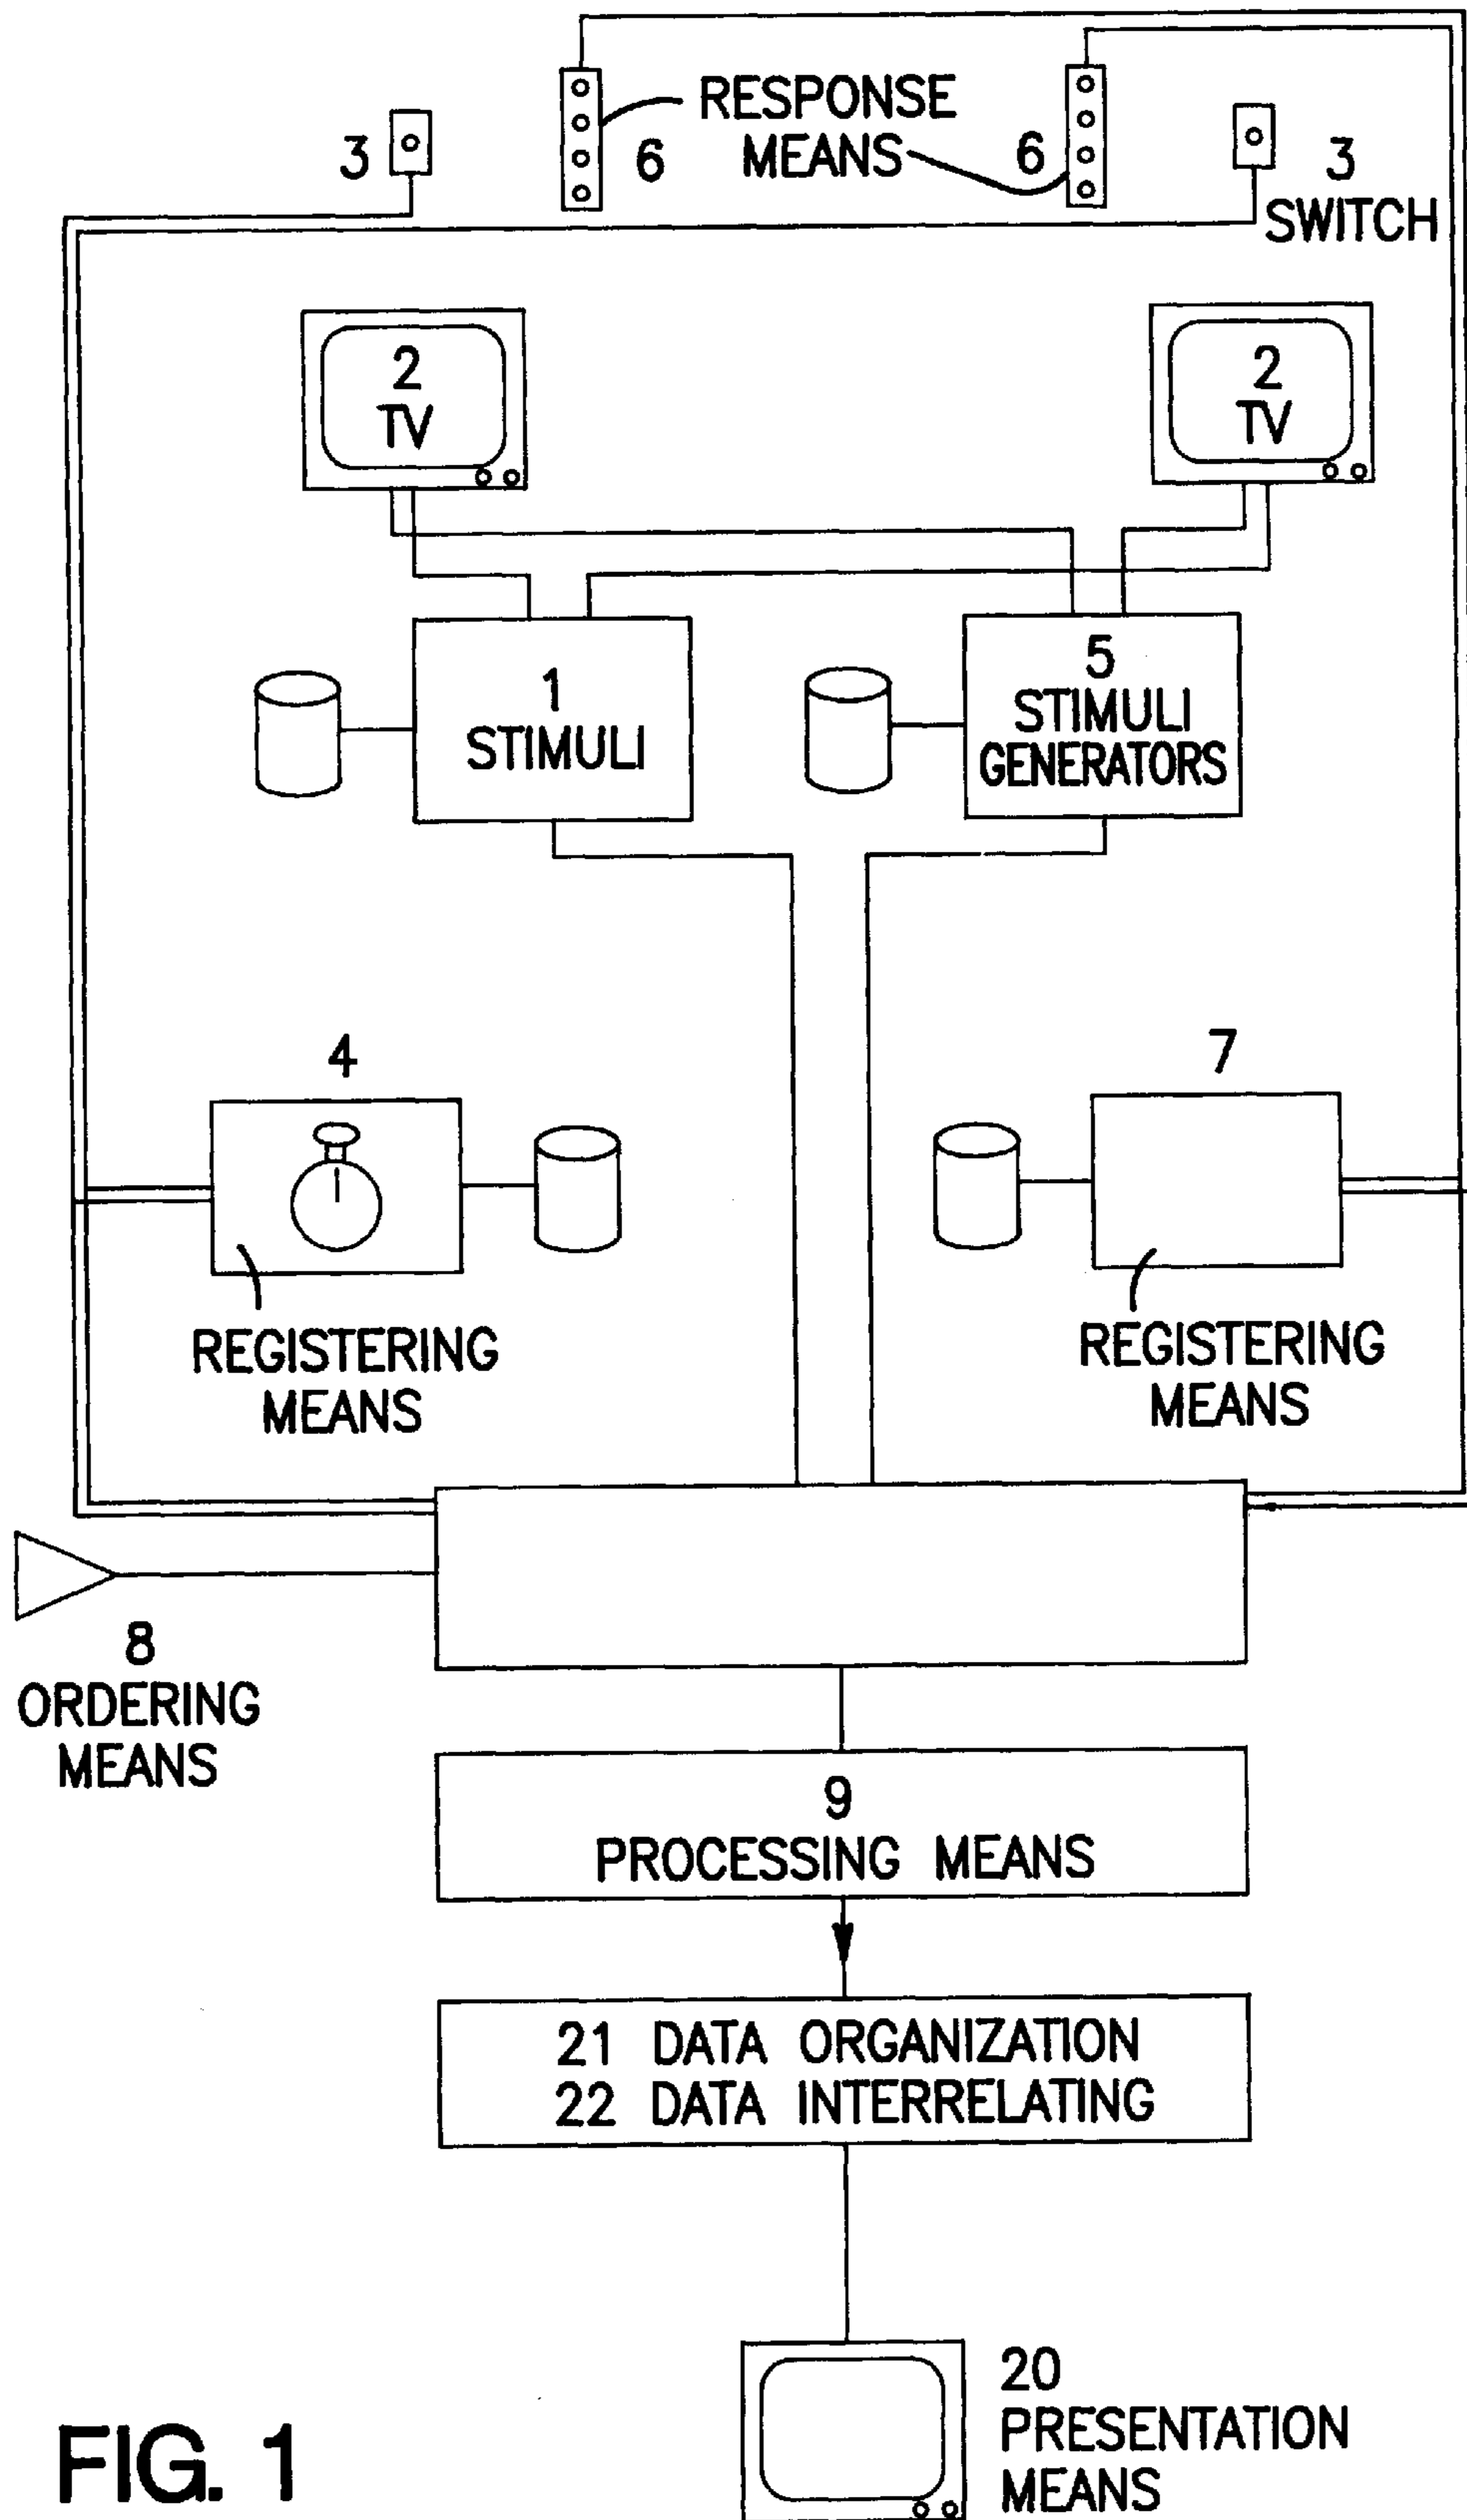 RESPONSE
MEANS
3
6
6
3
SWITCH
2
TV
2
TV
1
STIMULI
5
STIMULI
GENERATORS
4
7
REGISTERING
MEANS
REGISTERING
MEANS
8
ORDERING
MEANS
9
PROCESSING MEANS
21 DATA ORGANIZATION
22 DATA INTERRELATING
20
PRESENTATION
MEANS
FIG. 1